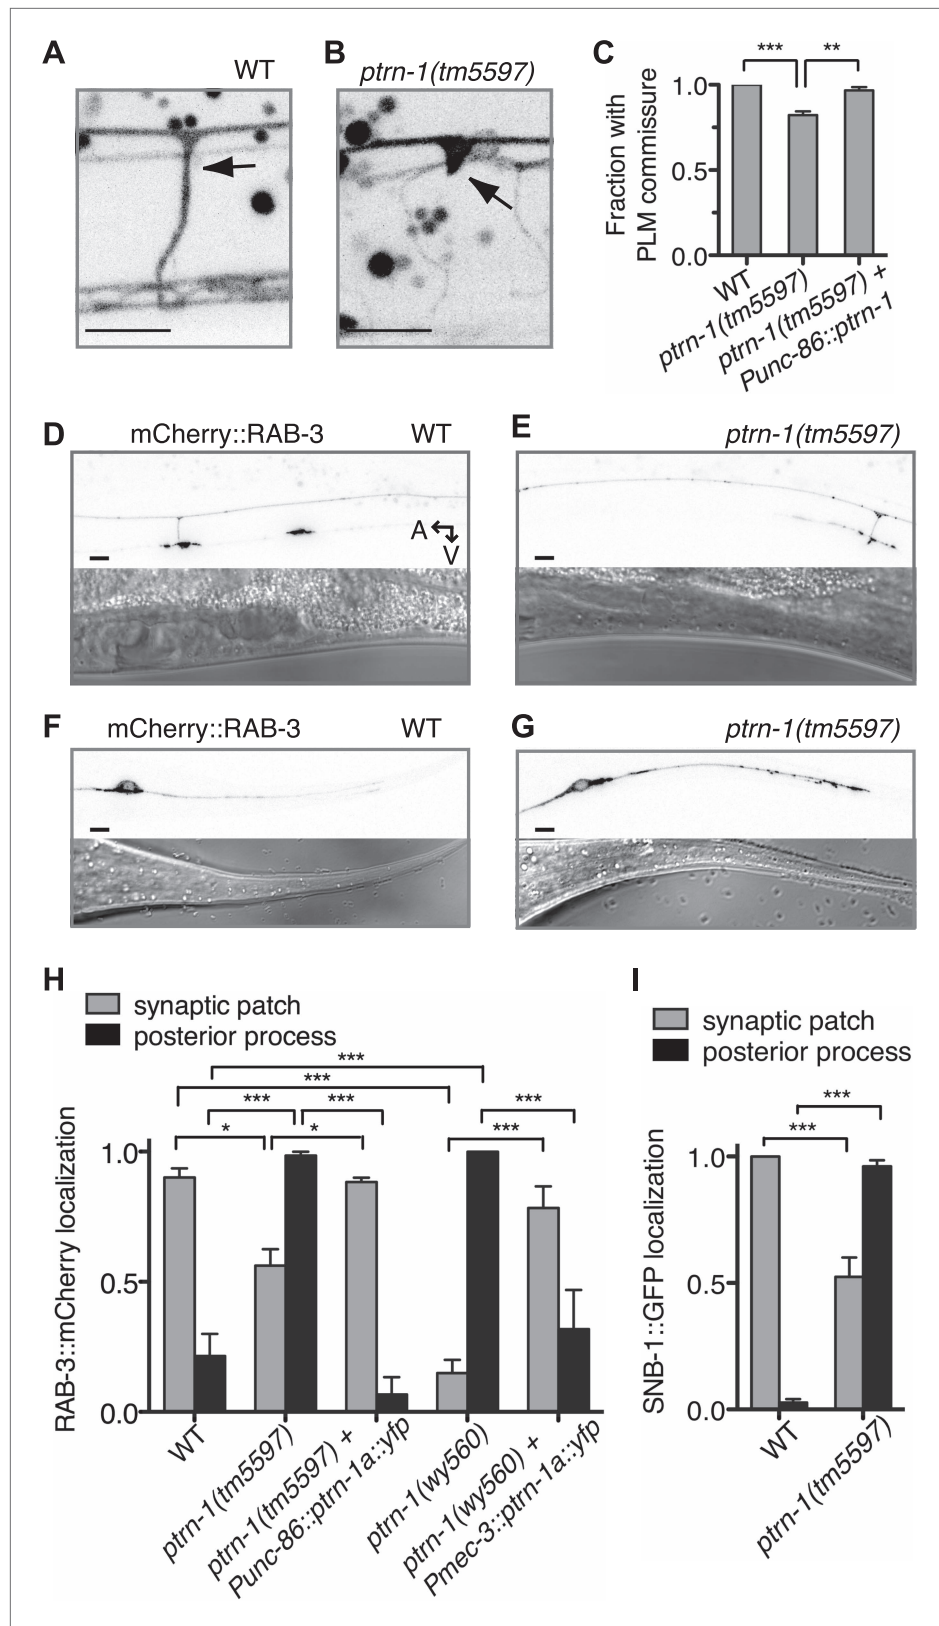 A
WT
B
ptrn-1(tm5597)
C
*** **
Fraction with
PLM commissure
1.0
0.5
0.0
WT
ptrn-1(tm5597)
ptrn-1(tm5597) +
Punc-86::ptrn-1
D
mCherry::RAB-3 WT
A
V
E
ptrn-1(tm5597)
F
mCherry::RAB-3 WT
G
ptrn-1(tm5597)
H
synaptic patch
posterior process
***
***
*** *** ***
* * ***
RAB-3::mCherry localization
1.0
0.5
0.0
WT
ptrn-1(tm5597)
ptrn-1(tm5597) +
Punc-86::ptrn-1a::yfp
ptrn-1(wy560)
ptrn-1(wy560) +
Pmec-3::ptrn-1a::yfp
I
synaptic patch
posterior process
***
***
SNB-1::GFP localization
1.0
0.5
0.0
WT
ptrn-1(tm5597)